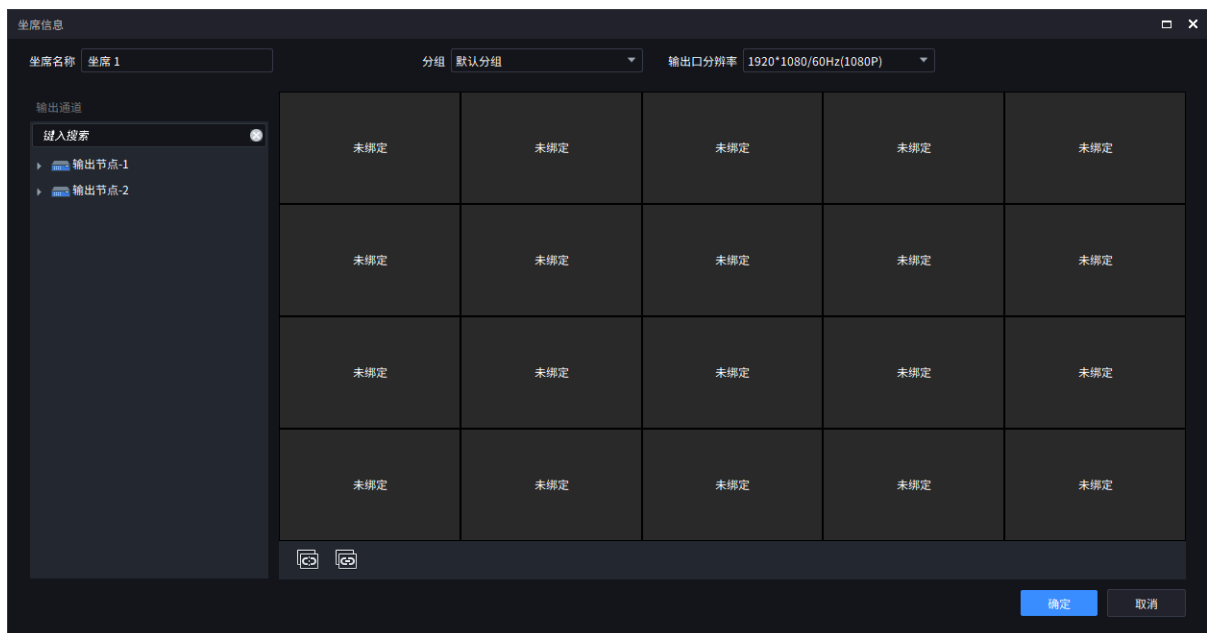 坐席信息
坐席名称 坐席 1 分组 默认分组 输出口分辨率 1920*1080/60Hz(1080P)
输出通道
键入搜索
输出节点-1
输出节点-2
未绑定 未绑定 未绑定 未绑定 未绑定
未绑定 未绑定 未绑定 未绑定 未绑定
未绑定 未绑定 未绑定 未绑定 未绑定
未绑定 未绑定 未绑定 未绑定 未绑定
确定 取消